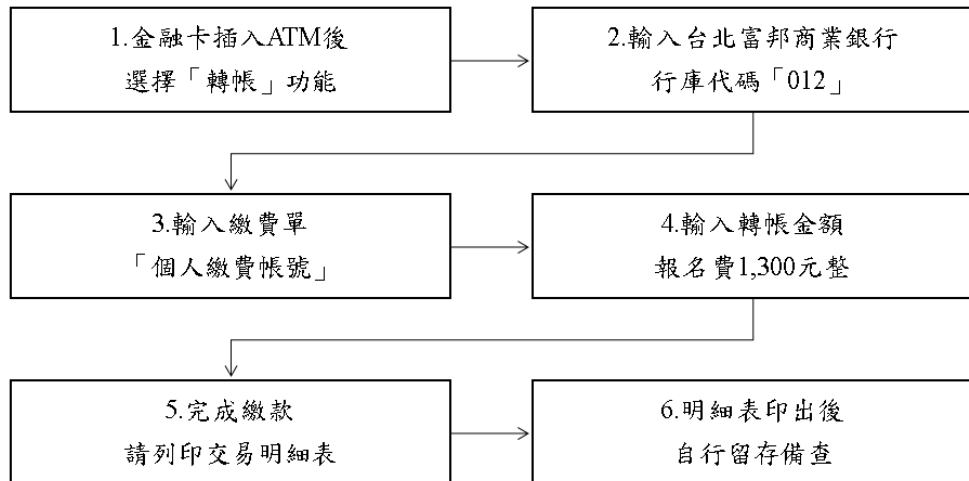 1.金融卡插入ATM後
選擇「轉帳」功能
2.輸入台北富邦商業銀行
行庫代碼「012」
3.輸入繳費單
「個人繳費帳號」
4.輸入轉帳金額
報名費1,300元整
5.完成繳款
請列印交易明細表
6.明細表印出後
自行留存備查